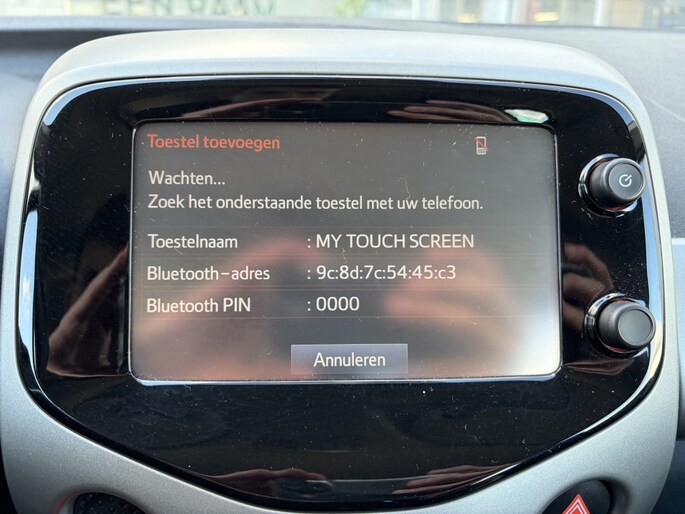 Toestel toevoegen
Wachten...
Zoek het onderstaande toestel met uw telefoon.
Toestelnaam : MY TOUCH SCREEN
Bluetooth-adres : 9c:8d:7c:54:45:c3
Bluetooth PIN : 0000
Annuleren